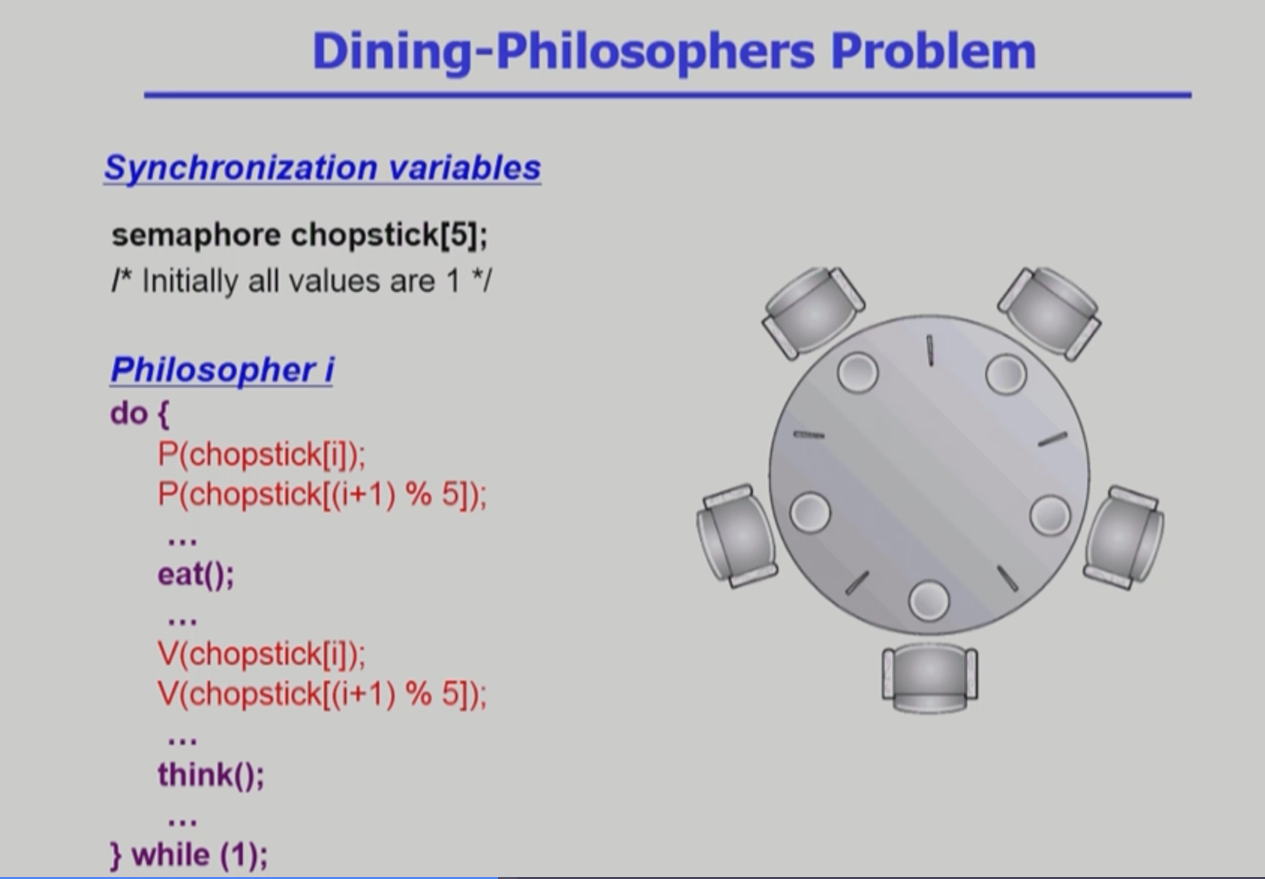 Dining-Philosophers Problem
Synchronization variables
semaphore chopstick[5];
/* Initially all values are 1 */
Philosopher i
do {
P(chopstick[i]);
P(chopstick[(i+1) % 5]);
...
eat();
...
V(chopstick[i]);
V(chopstick[(i+1) % 5]);
...
think();
...
} while (1);